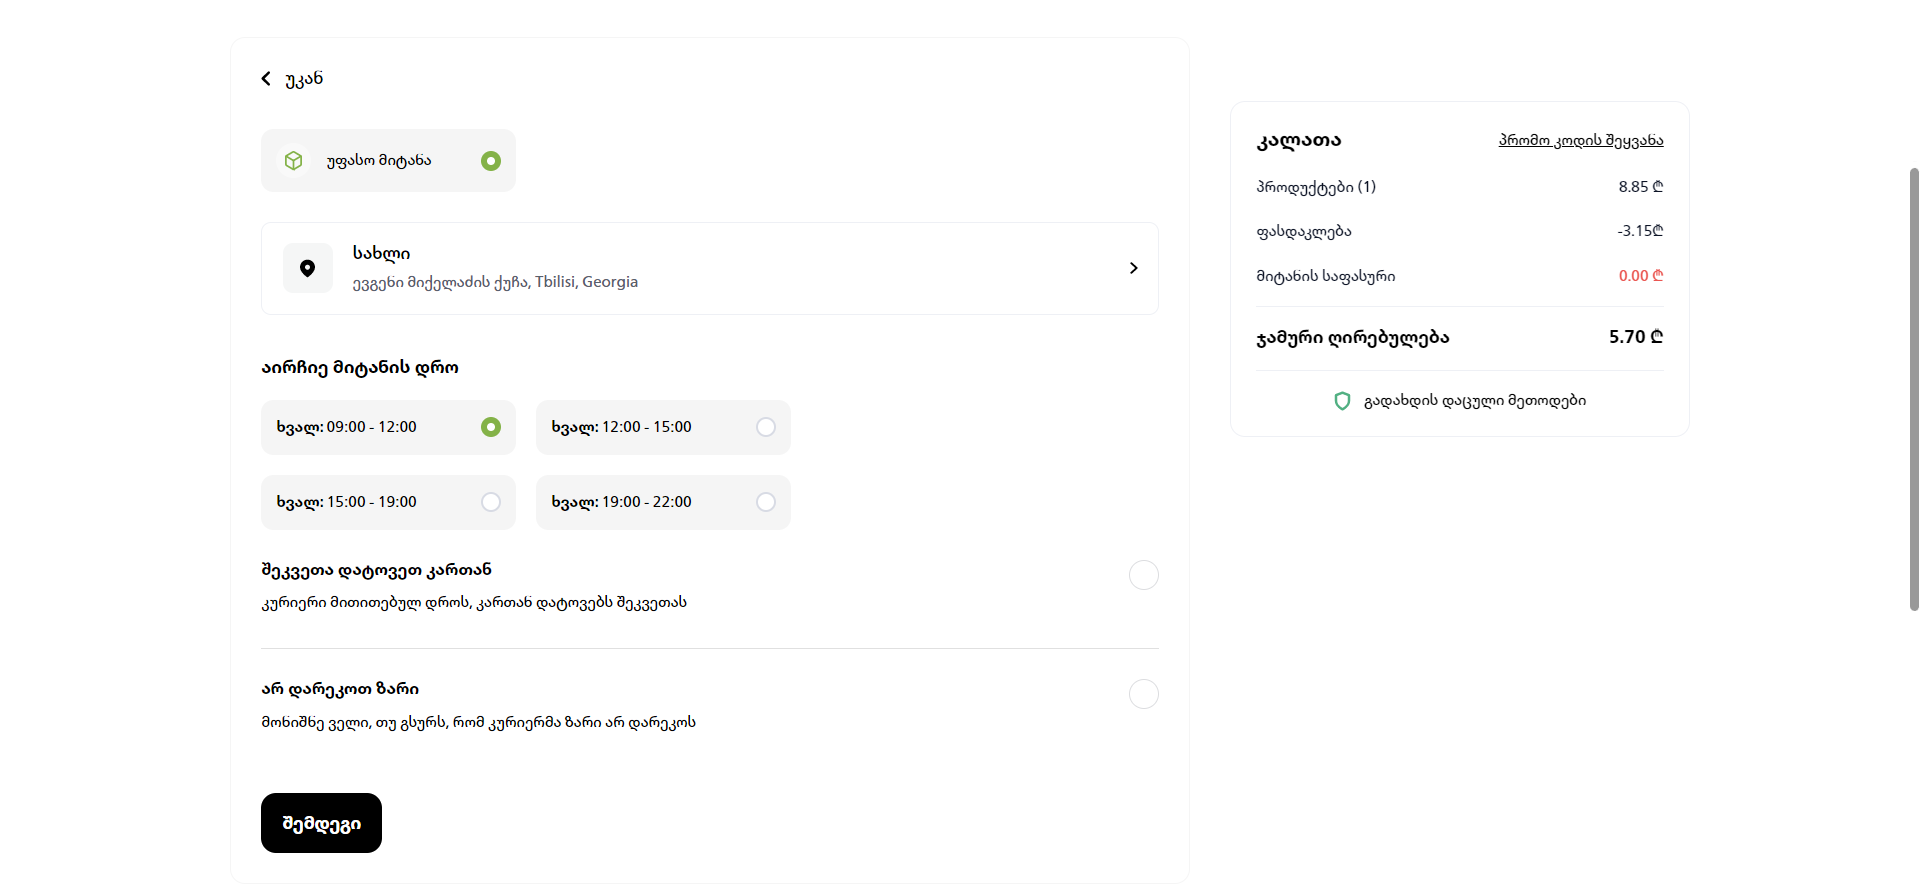 უკან
უფასო მიტანა
სახლი
ევგენი მიქელაძის ქუჩა, Tbilisi, Georgia
აირჩიე მიტანის დრო
ხვალ: 09:00 - 12:00
ხვალ: 12:00 - 15:00
ხვალ: 15:00 - 19:00
ხვალ: 19:00 - 22:00
შეკვეთა დატოვეთ კართან
კურიერი მითითებულ დროს, კართან დატოვებს შეკვეთას
არ დარეკოთ ზარი
მონიშნე ველი, თუ გსურს, რომ კურიერმა ზარი არ დარეკოს
შემდეგი
კალათა
პრომო კოდის შეყვანა
პროდუქტები (1) 8.85 ₾
ფასდაკლება -3.15₾
მიტანის საფასური 0.00 ₾
ჯამური ღირებულება 5.70 ₾
გადახდის დაცული მეთოდები